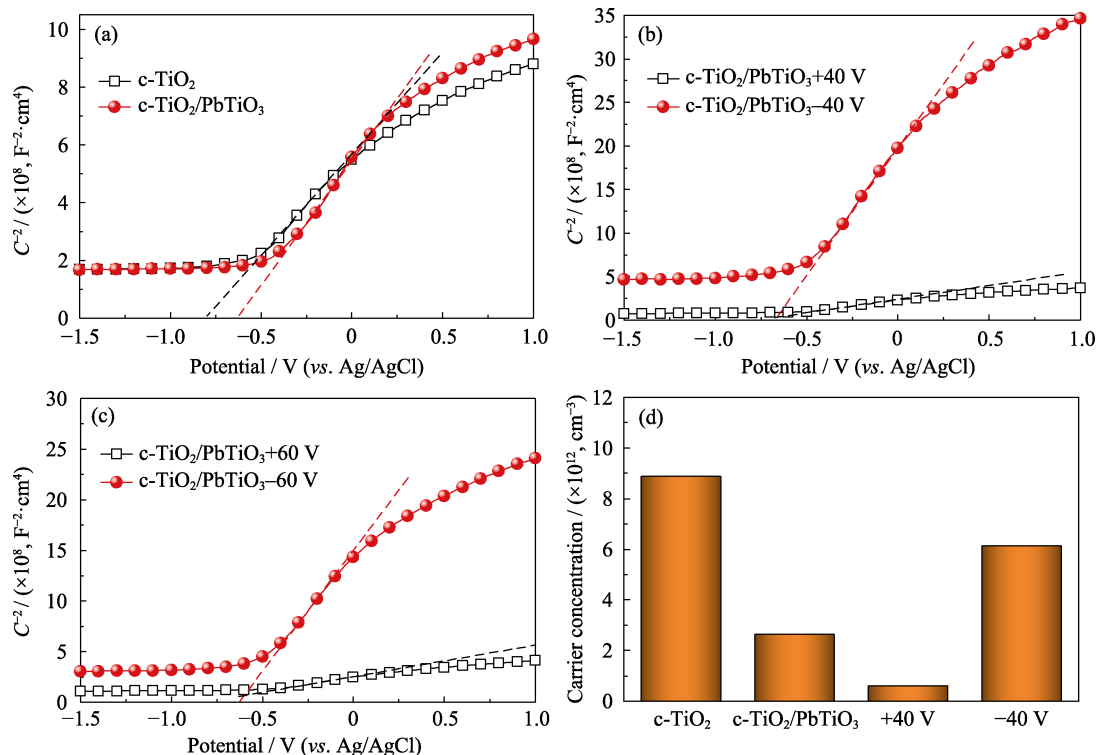 (a)
c-TiO₂
c-TiO₂/PbTiO₃
C⁻² / (×10⁸, F⁻²·cm⁴)
10
8
6
4
2
0
−1.5 −1.0 −0.5 0 0.5 1.0
Potential / V (vs. Ag/AgCl)
(b)
c-TiO₂/PbTiO₃+40 V
c-TiO₂/PbTiO₃−40 V
C⁻² / (×10⁸, F⁻²·cm⁴)
35
30
25
20
15
10
5
0
−1.5 −1.0 −0.5 0 0.5 1.0
Potential / V (vs. Ag/AgCl)
(c)
c-TiO₂/PbTiO₃+60 V
c-TiO₂/PbTiO₃−60 V
C⁻² / (×10⁸, F⁻²·cm⁴)
30
25
20
15
10
5
0
−1.5 −1.0 −0.5 0 0.5 1.0
Potential / V (vs. Ag/AgCl)
(d)
Carrier concentration / (×10¹², cm⁻³)
12
10
8
6
4
2
0
c-TiO₂ c-TiO₂/PbTiO₃ +40 V −40 V